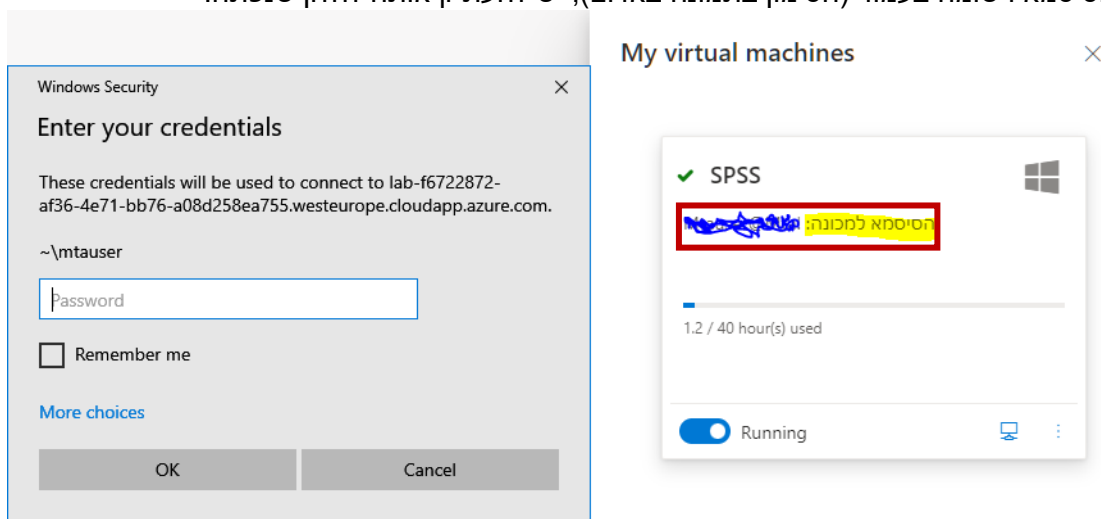 Windows Security
Enter your credentials
These credentials will be used to connect to lab-f6722872-
af36-4e71-bb76-a08d258ea755.westeurope.cloudapp.azure.com.
~\mtauser
Password
Remember me
More choices
OK
Cancel
My virtual machines
SPSS
הסיסמא למכונה:
1.2 / 40 hour(s) used
Running